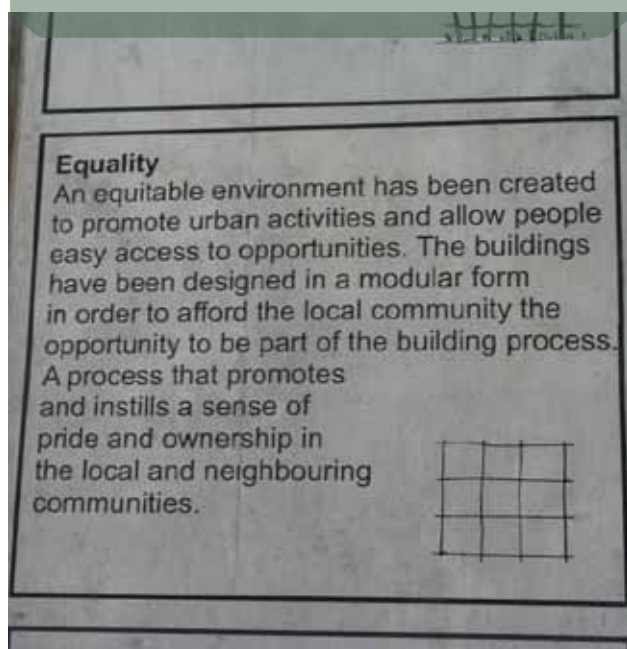 Equality
An equitable environment has been created
to promote urban activities and allow people
easy access to opportunities. The buildings
have been designed in a modular form
in order to afford the local community the
opportunity to be part of the building process.
A process that promotes
and instills a sense of
pride and ownership in
the local and neighbouring
communities.